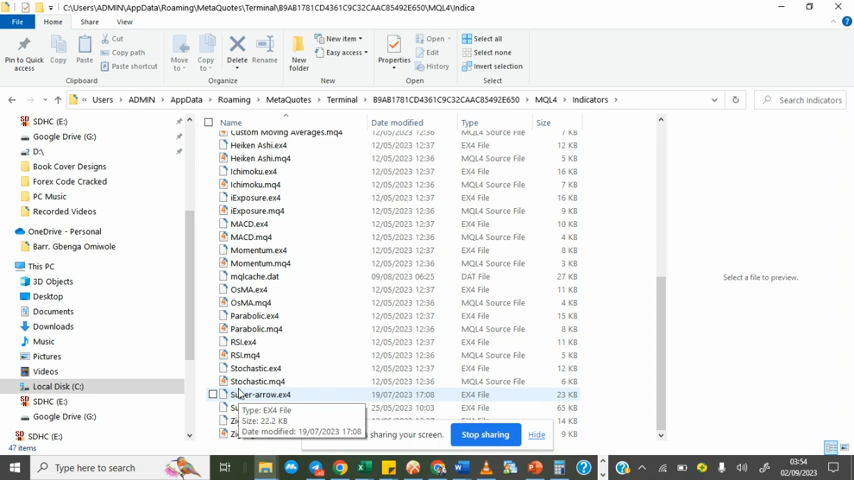 C:\Users\ADMIN\AppData\Roaming\MetaQuotes\Terminal\B9AB1781CD4361C9C32CAAC85492E650\MQL4\Indica
File Home Share View
Pin to Quick access
Copy
Paste
Cut
Copy path
Paste shortcut
Move to
Copy to
Delete
Rename
New folder
New item
Easy access
Properties
Open
Edit
History
Select all
Select none
Invert selection
Clipboard Organize New Open Select
« Users ADMIN AppData Roaming MetaQuotes Terminal B9AB1781CD4361C9C32CAAC85492E650 MQL4 Indicators
Search Indicators
SDHC (E:)
Google Drive (G:)
D:\
Book Cover Designs
Forex Code Cracked
PC Music
Recorded Videos
OneDrive - Personal
Barr. Gbenga Omiwole
This PC
3D Objects
Desktop
Documents
Downloads
Music
Pictures
Videos
Local Disk (C:)
SDHC (E:)
Google Drive (G:)
SDHC (E:)
Name Date modified Type Size
Custom Moving Averages.mq4 12/05/2023 12:36 MQL4 Source File 7 KB
Heiken Ashi.ex4 12/05/2023 12:37 EX4 File 12 KB
Heiken Ashi.mq4 12/05/2023 12:36 MQL4 Source File 5 KB
Ichimoku.ex4 12/05/2023 12:37 EX4 File 16 KB
Ichimoku.mq4 12/05/2023 12:36 MQL4 Source File 7 KB
iExposure.ex4 12/05/2023 12:37 EX4 File 16 KB
iExposure.mq4 12/05/2023 12:36 MQL4 Source File 9 KB
MACD.ex4 12/05/2023 12:37 EX4 File 10 KB
MACD.mq4 12/05/2023 12:36 MQL4 Source File 4 KB
Momentum.ex4 12/05/2023 12:37 EX4 File 8 KB
Momentum.mq4 12/05/2023 12:36 MQL4 Source File 3 KB
mqlcache.dat 09/08/2023 06:25 DAT File 27 KB
OsMA.ex4 12/05/2023 12:37 EX4 File 11 KB
OsMA.mq4 12/05/2023 12:36 MQL4 Source File 4 KB
Parabolic.ex4 12/05/2023 12:37 EX4 File 15 KB
Parabolic.mq4 12/05/2023 12:36 MQL4 Source File 8 KB
RSI.ex4 12/05/2023 12:37 EX4 File 11 KB
RSI.mq4 12/05/2023 12:36 MQL4 Source File 4 KB
Stochastic.ex4 12/05/2023 12:37 EX4 File 12 KB
Stochastic.mq4 12/05/2023 12:36 MQL4 Source File 6 KB
Super-arrow.ex4 19/07/2023 17:08 EX4 File 23 KB
Su 25/05/2023 10:03 EX4 File 65 KB
14 KB
9 KB
Type: EX4 File
Size: 22.2 KB
Date modified: 19/07/2023 17:08
sharing your screen.
Stop sharing
Hide
Select a file to preview.
47 items
Type here to search
03:54
02/09/2023